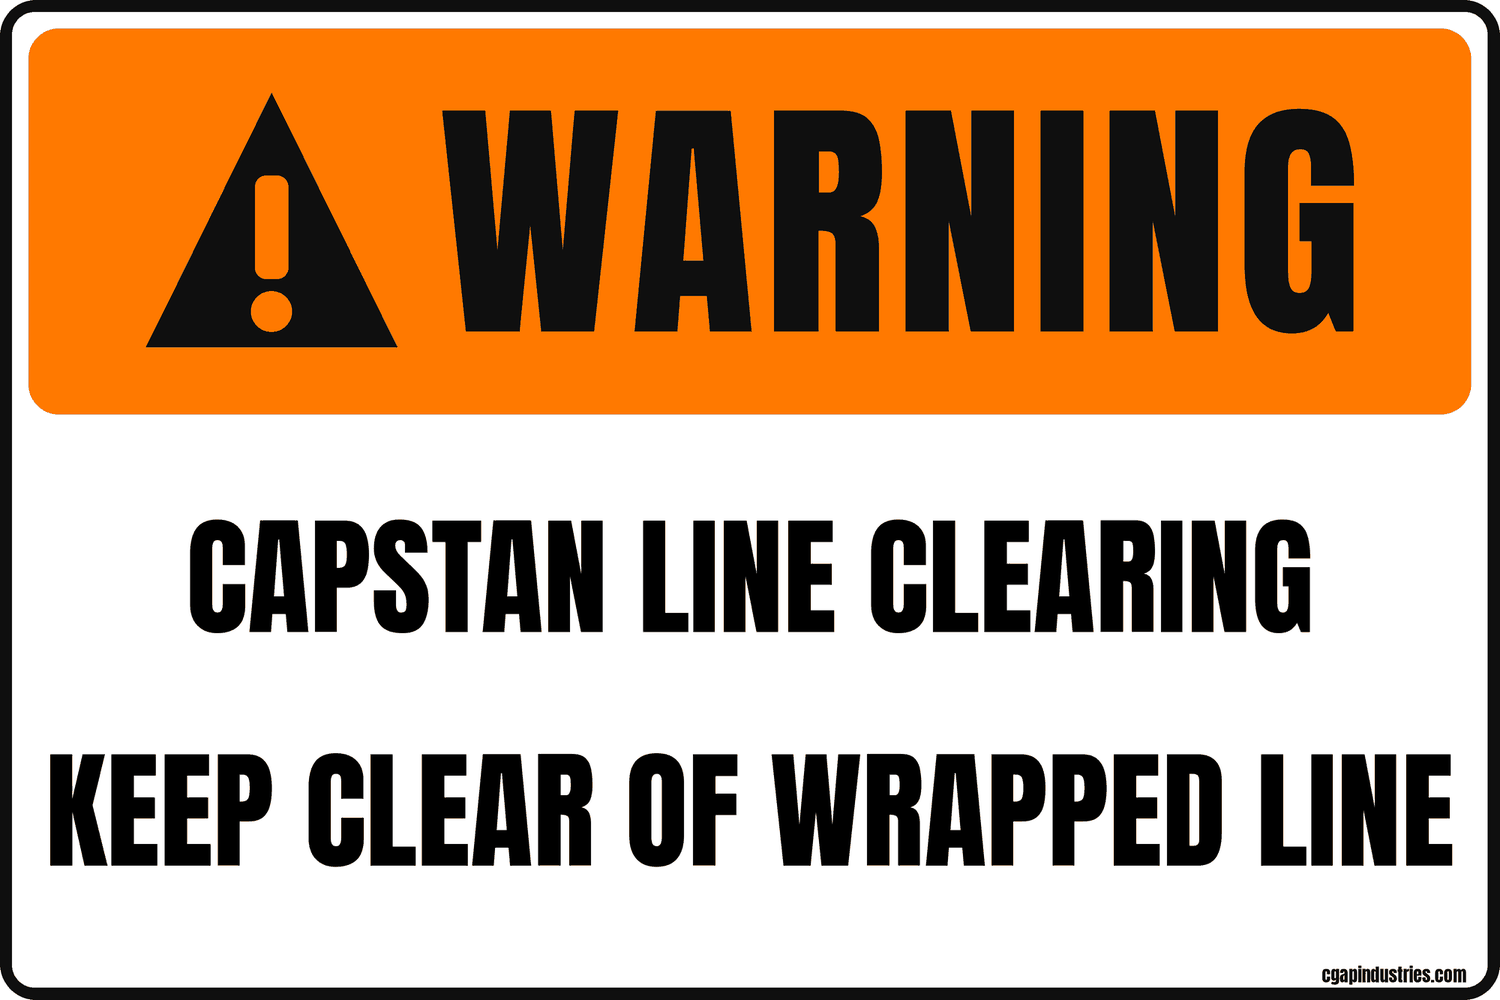 WARNING
CAPSTAN LINE CLEARING
KEEP CLEAR OF WRAPPED LINE
cgapindustries.com